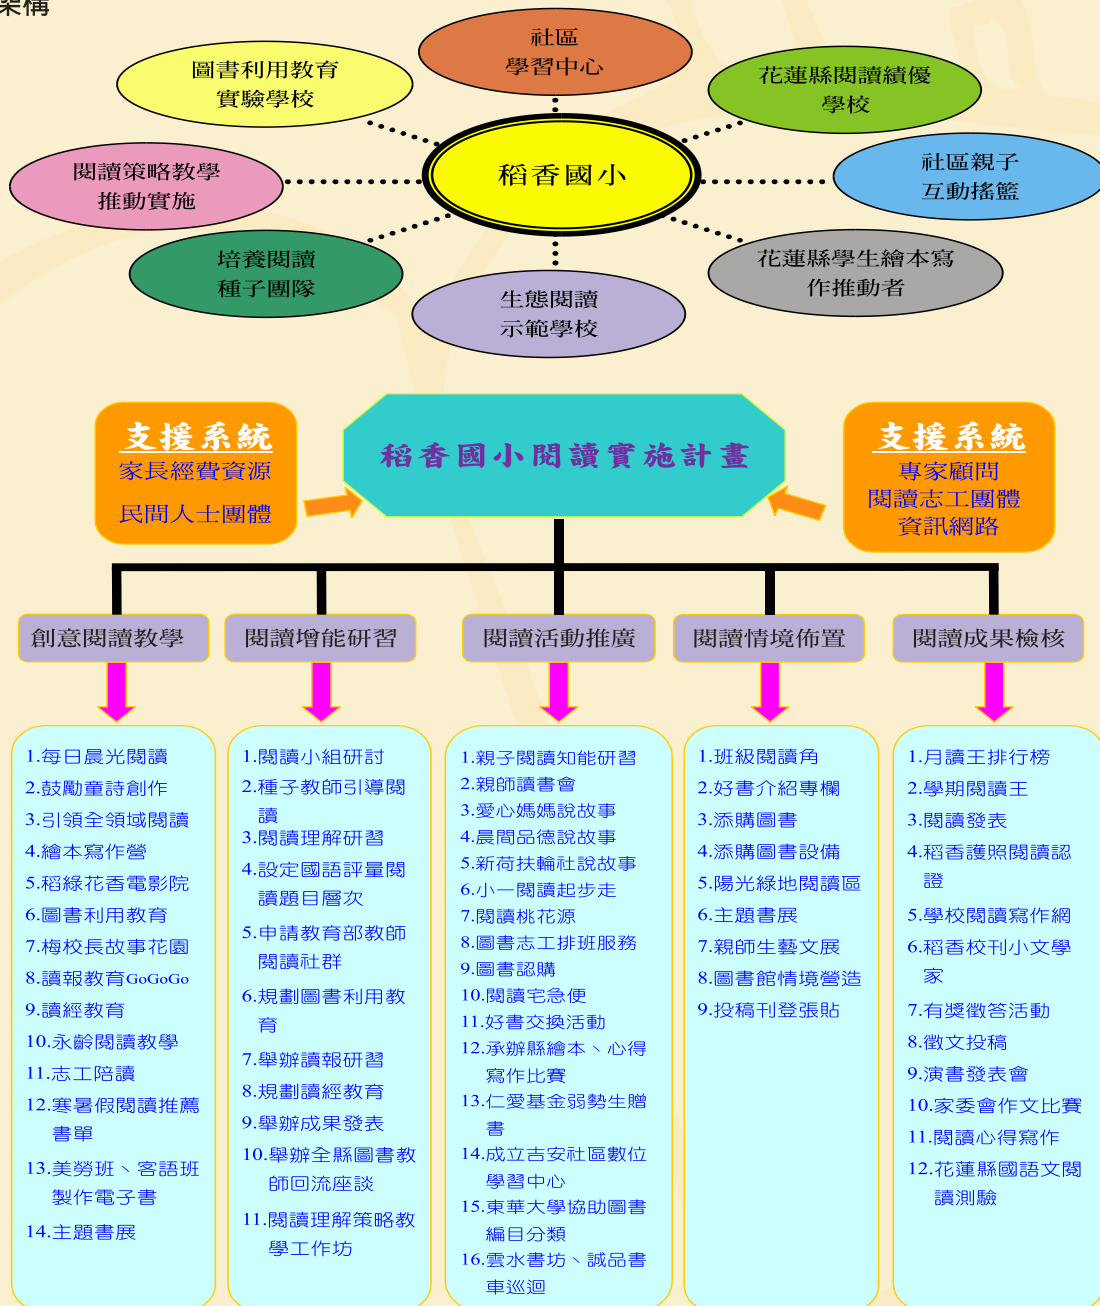 架構
社區
學習中心
圖書利用教育
實驗學校
花蓮縣閱讀績優
學校
閱讀策略教學
推動實施
稻香國小
社區親子
互動搖籃
培養閱讀
種子團隊
生態閱讀
示範學校
花蓮縣學生繪本寫
作推動者
支援系統
家長經費資源
民間人士團體
稻香國小閱讀實施計畫
支援系統
專家顧問
閱讀志工團體
資訊網路
創意閱讀教學
閱讀增能研習
閱讀活動推廣
閱讀情境佈置
閱讀成果檢核
1.每日晨光閱讀
2.鼓勵童詩創作
3.引領全領域閱讀
4.繪本寫作營
5.稻綠花香電影院
6.圖書利用教育
7.梅校長故事花園
8.讀報教育GoGoGo
9.讀經教育
10.永齡閱讀教學
11.志工陪讀
12.寒暑假閱讀推薦
書單
13.美勞班、客語班
製作電子書
14.主題書展
1.閱讀小組研討
2.種子教師引導閱
讀
3.閱讀理解研習
4.設定國語評量閱
讀題目層次
5.申請教育部教師
閱讀社群
6.規劃圖書利用教
育
7.舉辦讀報研習
8.規劃讀經教育
9.舉辦成果發表
10.舉辦全縣圖書教
師回流座談
11.閱讀理解策略教
學工作坊
1.親子閱讀知能研習
2.親師讀書會
3.愛心媽媽說故事
4.晨間品德說故事
5.新荷扶輪社說故事
6.小一閱讀起步走
7.閱讀桃花源
8.圖書志工排班服務
9.圖書認購
10.閱讀宅急便
11.好書交換活動
12.承辦縣繪本、心得
寫作比賽
13.仁愛基金弱勢生贈
書
14.成立吉安社區數位
學習中心
15.東華大學協助圖書
編目分類
16.雲水書坊、誠品書
車巡迴
1.班級閱讀角
2.好書介紹專欄
3.添購圖書
4.添購圖書設備
5.陽光綠地閱讀區
6.主題書展
7.親師生藝文展
8.圖書館情境營造
9.投稿刊登張貼
1.月讀王排行榜
2.學期閱讀王
3.閱讀發表
4.稻香護照閱讀認
證
5.學校閱讀寫作網
6.稻香校刊小文學
家
7.有獎徵答活動
8.徵文投稿
9.演書發表會
10.家委會作文比賽
11.閱讀心得寫作
12.花蓮縣國語文閱
讀測驗